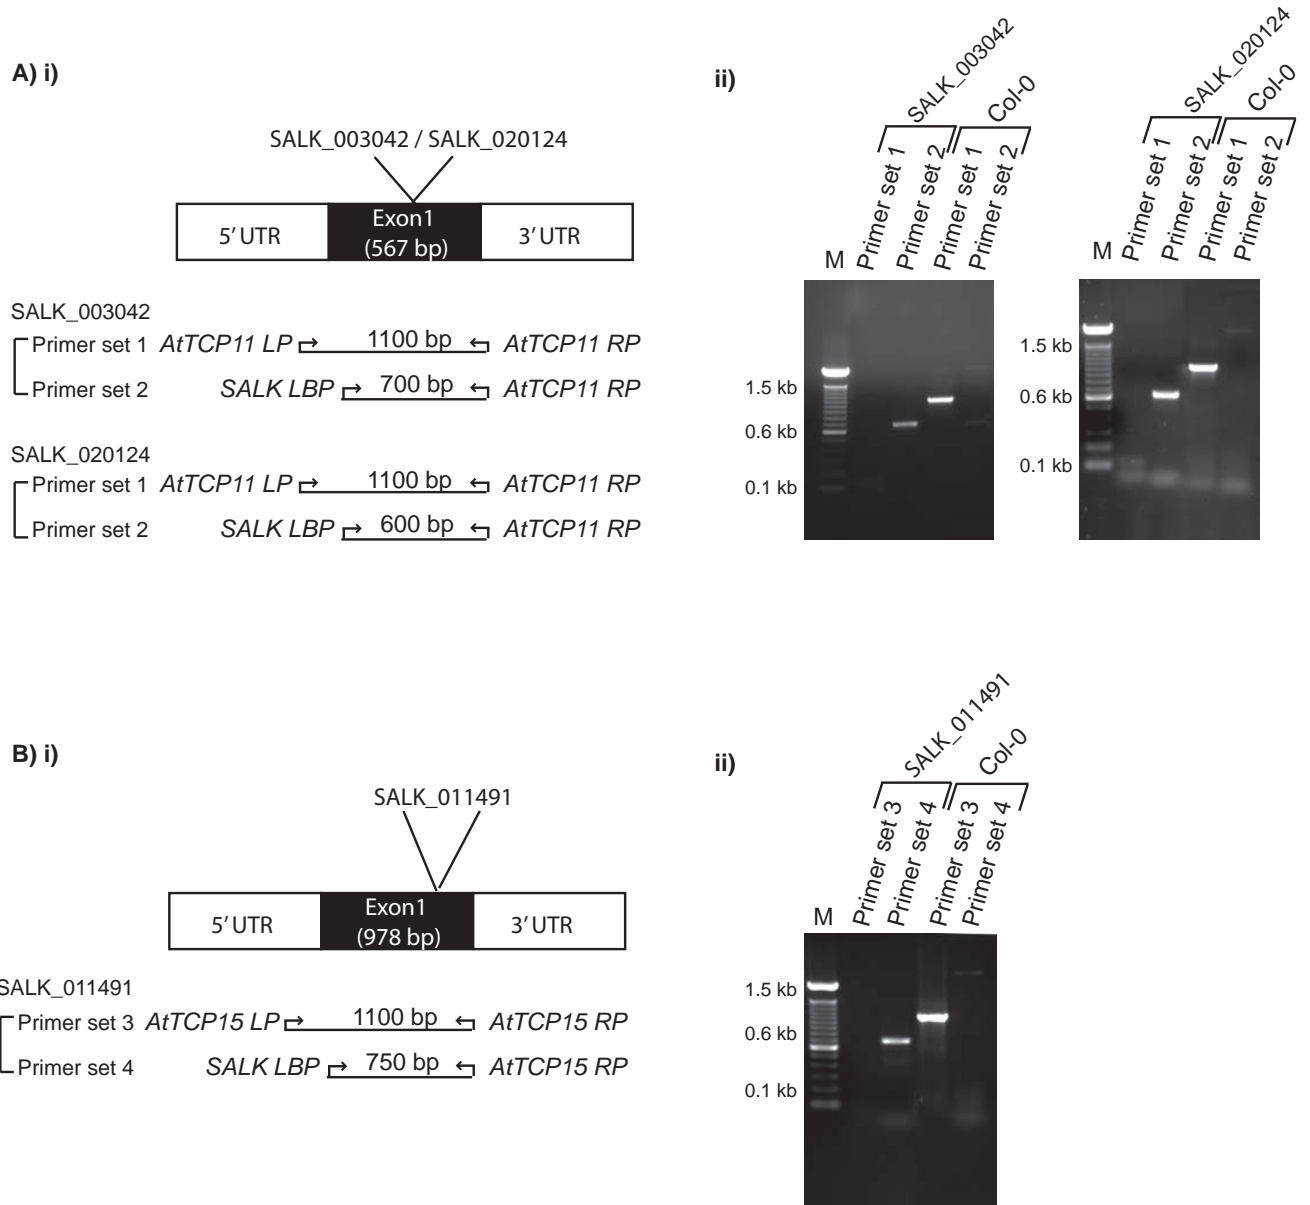 A) i)
SALK_003042 / SALK_020124
5' UTR
Exon1
(567 bp)
3' UTR
SALK_003042
Primer set 1 AtTCP11 LP 1100 bp AtTCP11 RP
Primer set 2 SALK LBP 700 bp AtTCP11 RP
SALK_020124
Primer set 1 AtTCP11 LP 1100 bp AtTCP11 RP
Primer set 2 SALK LBP 600 bp AtTCP11 RP
ii)
SALK_003042
Col-0
M
Primer set 1
Primer set 2
Primer set 1
Primer set 2
1.5 kb
0.6 kb
0.1 kb
SALK_020124
Col-0
M
Primer set 1
Primer set 2
Primer set 1
Primer set 2
1.5 kb
0.6 kb
0.1 kb
B) i)
SALK_011491
5' UTR
Exon1
(978 bp)
3' UTR
SALK_011491
Primer set 3 AtTCP15 LP 1100 bp AtTCP15 RP
Primer set 4 SALK LBP 750 bp AtTCP15 RP
ii)
SALK_011491
Col-0
M
Primer set 3
Primer set 4
Primer set 3
Primer set 4
1.5 kb
0.6 kb
0.1 kb